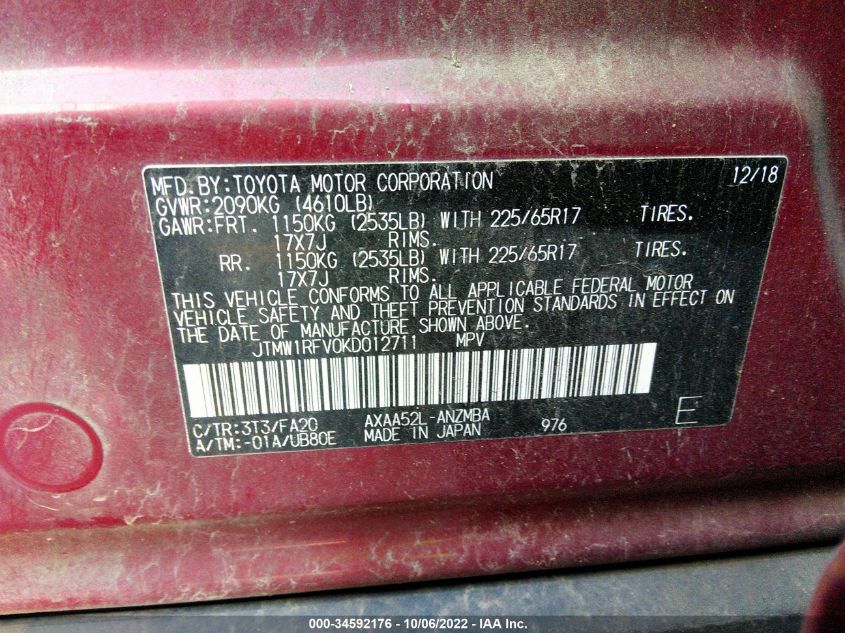 MFD.BY:TOYOTA MOTOR CORPORATION 12/18
GVWR:2090KG (4610LB)
GAWR:FRT. 1150KG (2535LB) WITH 225/65R17 TIRES.
17X7J RIMS.
RR. 1150KG (2535LB) WITH 225/65R17 TIRES.
17X7J RIMS.
THIS VEHICLE CONFORMS TO ALL APPLICABLE FEDERAL MOTOR
VEHICLE SAFETY AND THEFT PREVENTION STANDARDS IN EFFECT ON
THE DATE OF MANUFACTURE SHOWN ABOVE.
JTMW1RFV0KD012711 MPV
C/TR:3T3/FA20 AXAA52L-ANZMBA
A/TM:-01A/UB80E MADE IN JAPAN 976 E
000-34592176 - 10/06/2022 - IAA Inc.